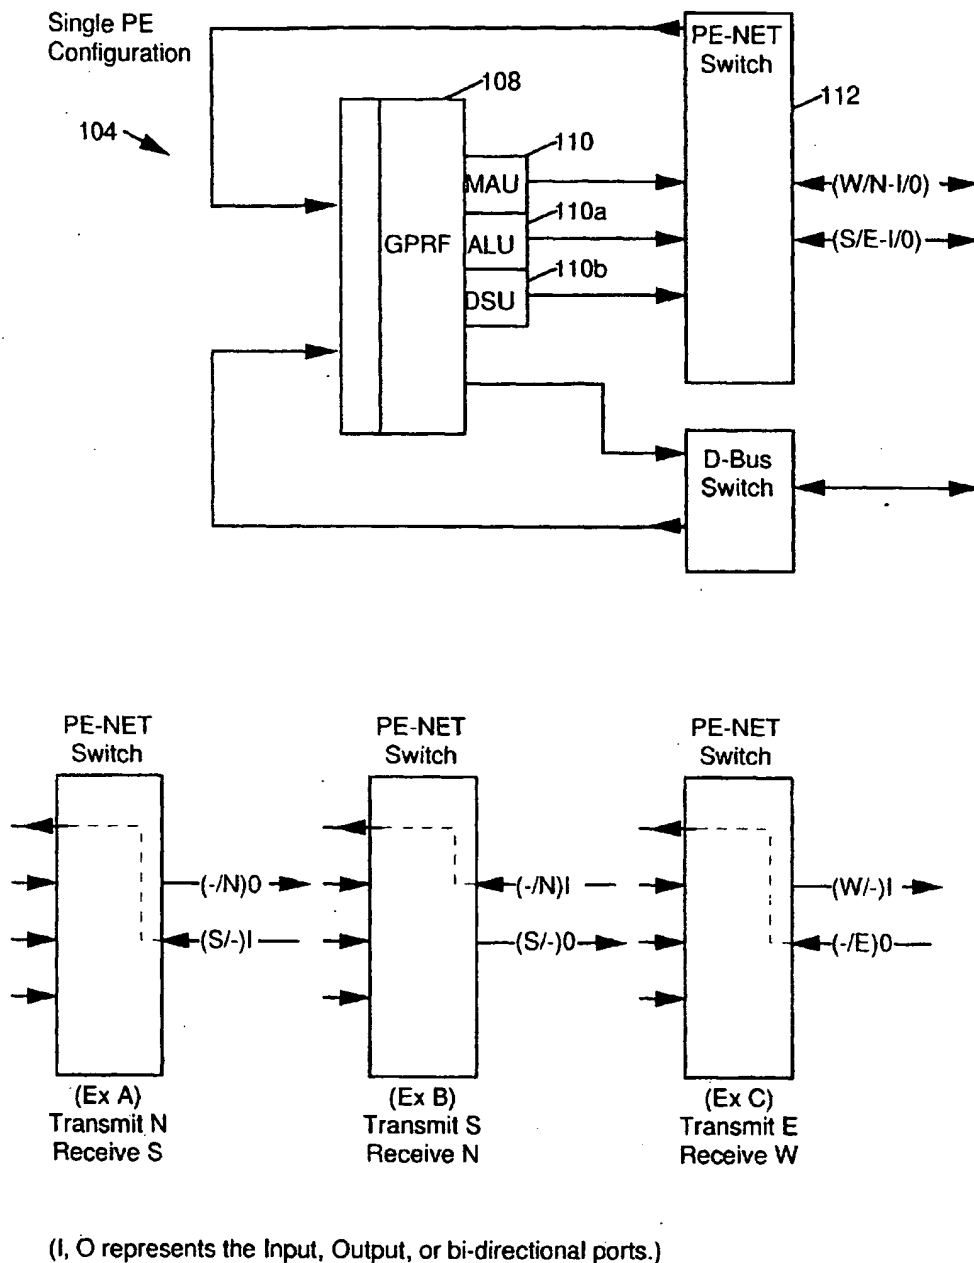 Single PE
Configuration
104
108
PE-NET
Switch
112
110
MAU
(W/N-I/0)
110a
GPRF
ALU
(S/E-I/0)
110b
DSU
D-Bus
Switch
PE-NET
Switch
PE-NET
Switch
PE-NET
Switch
(-/N)0
(S/-)I
(-/N)I
(S/-)0
(W/-)I
(-/E)0
(Ex A)
Transmit N
Receive S
(Ex B)
Transmit S
Receive N
(Ex C)
Transmit E
Receive W
(I, O represents the Input, Output, or bi-directional ports.)